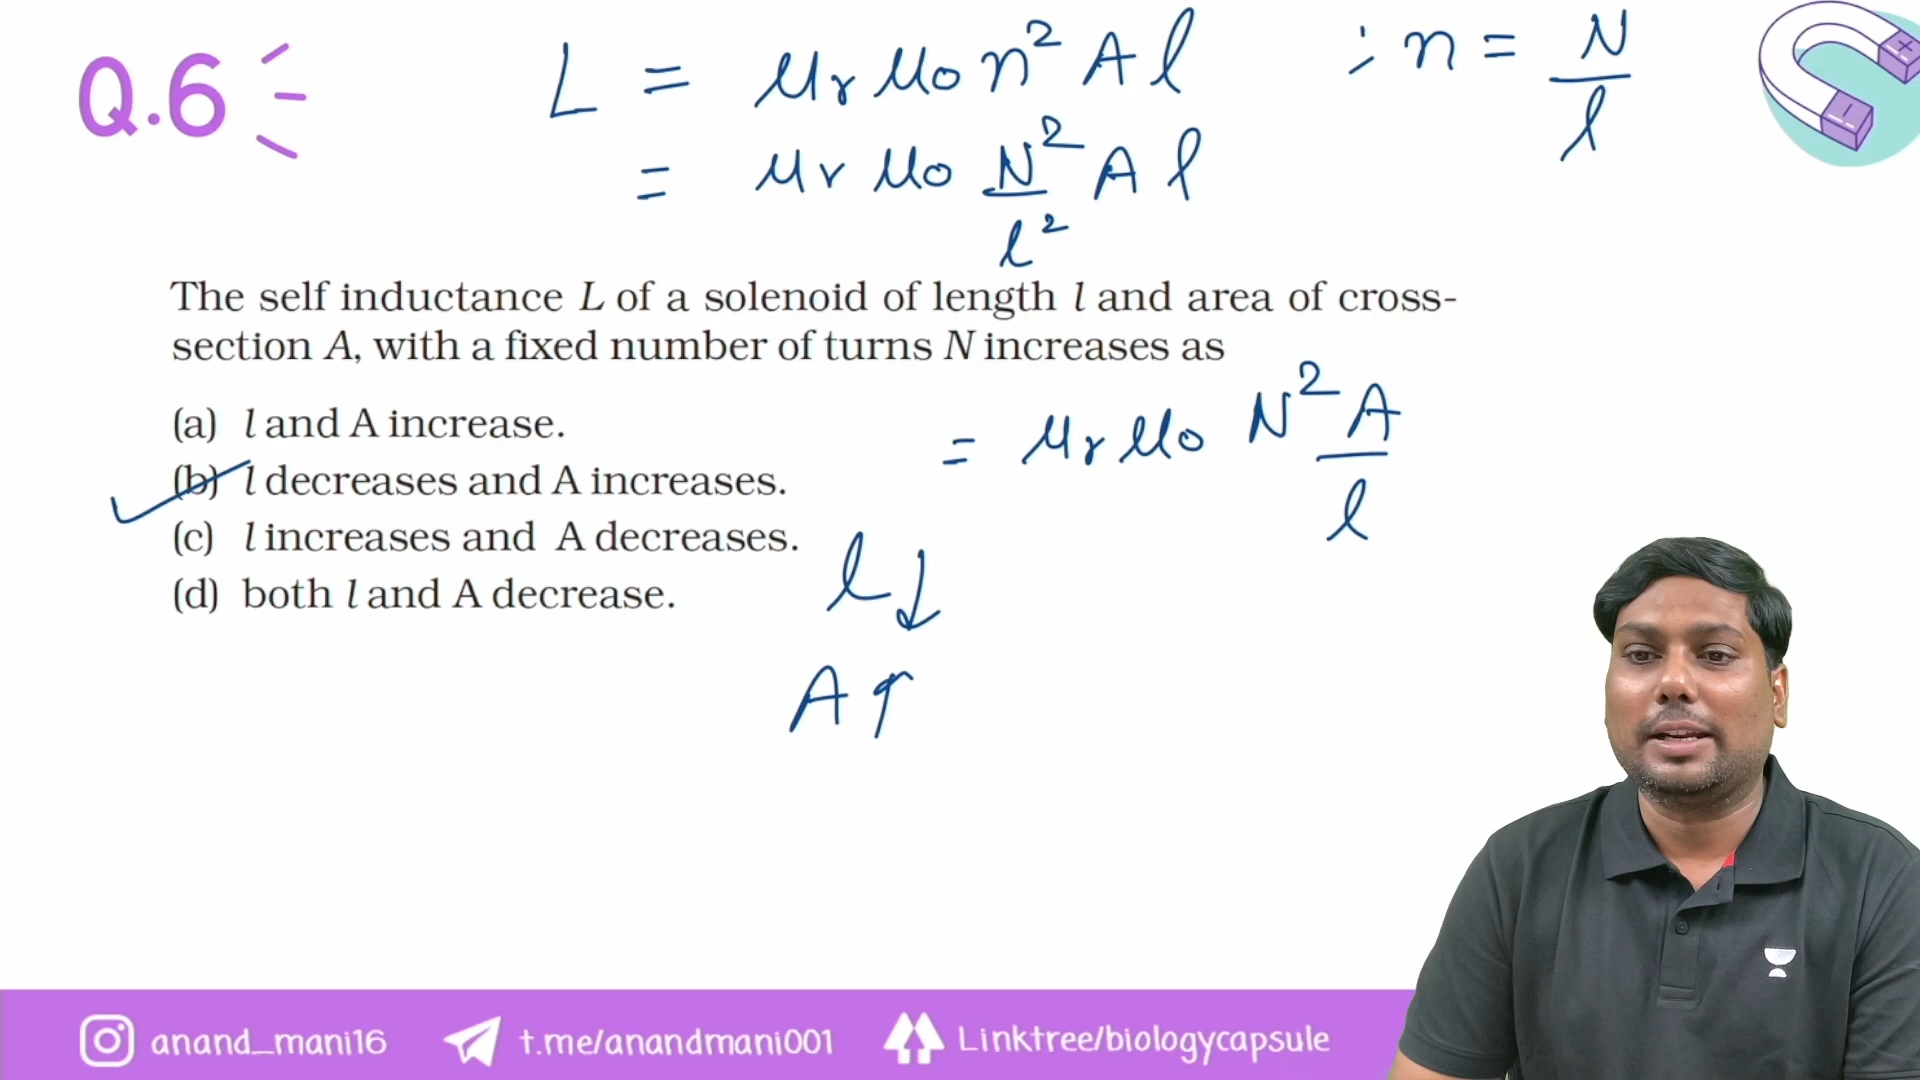 Q.6
L = μr μo n² A l ; n = N/l
= μr μo N²/l² A l
The self inductance L of a solenoid of length l and area of cross-
section A, with a fixed number of turns N increases as
(a) l and A increase.
(b) l decreases and A increases.
= μr μo N² A/l
(c) l increases and A decreases.
(d) both l and A decrease.
l↓
A↑
anand_mani16
t.me/anandmani001
Linktree/biologycapsule